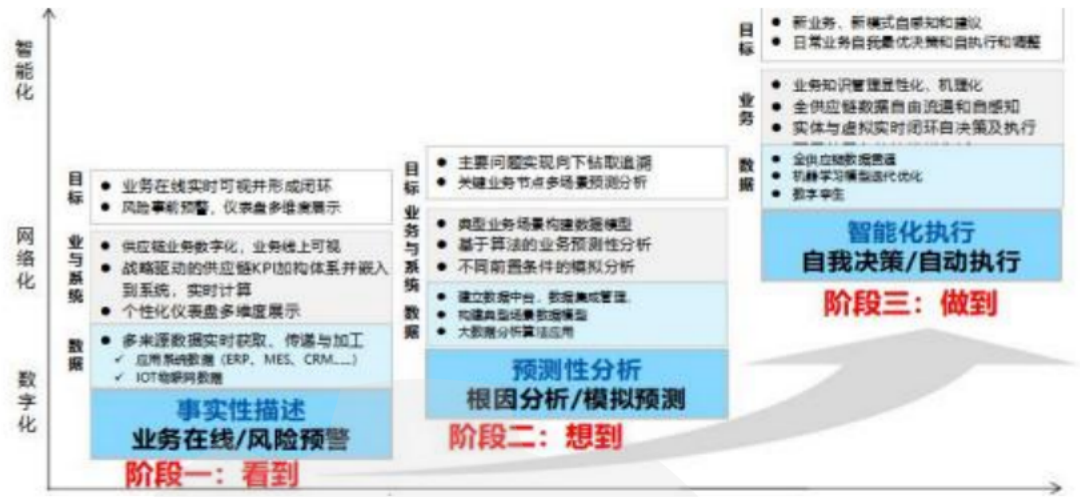 智能化
网络化
数字化
目标
业务在线实时可视并形成闭环
风险事前预警,仪表盘多维度展示
业与系统
供应链业务数字化,业务线上可视
战略驱动的供应链KPI架构体系并嵌入
到系统,实时计算
个性化仪表盘多维度展示
数据
多来源数据实时获取、传递与加工
应用系统数据(ERP、MES、CRM.....)
IOT物联网数据
事实性描述
业务在线/风险预警
阶段一:看到
目标
主要问题实现向下钻取追溯
关建业务节点多场景预测分析
业务与系统
典型业务场景构建数据模型
基于算法的业务预测性分析
不同前置条件的模拟分析
数据
建立数据中台、数据集成管理、
构建典型场景数据模型
大数据分析算法应用
预测性分析
根因分析/模拟预测
阶段二:想到
目标
新业务、新模式自感知和建议
日常业务自我最优决策和自执行和调整
业务
业务知识管理显性化、机理化
全供应链数据自由流通和自感知
实体与虚拟实时闭环自决策及执行
数据
全供应链数据贯通
机器学习模型迭代优化
数字孪生
智能化执行
自我决策/自动执行
阶段三:做到